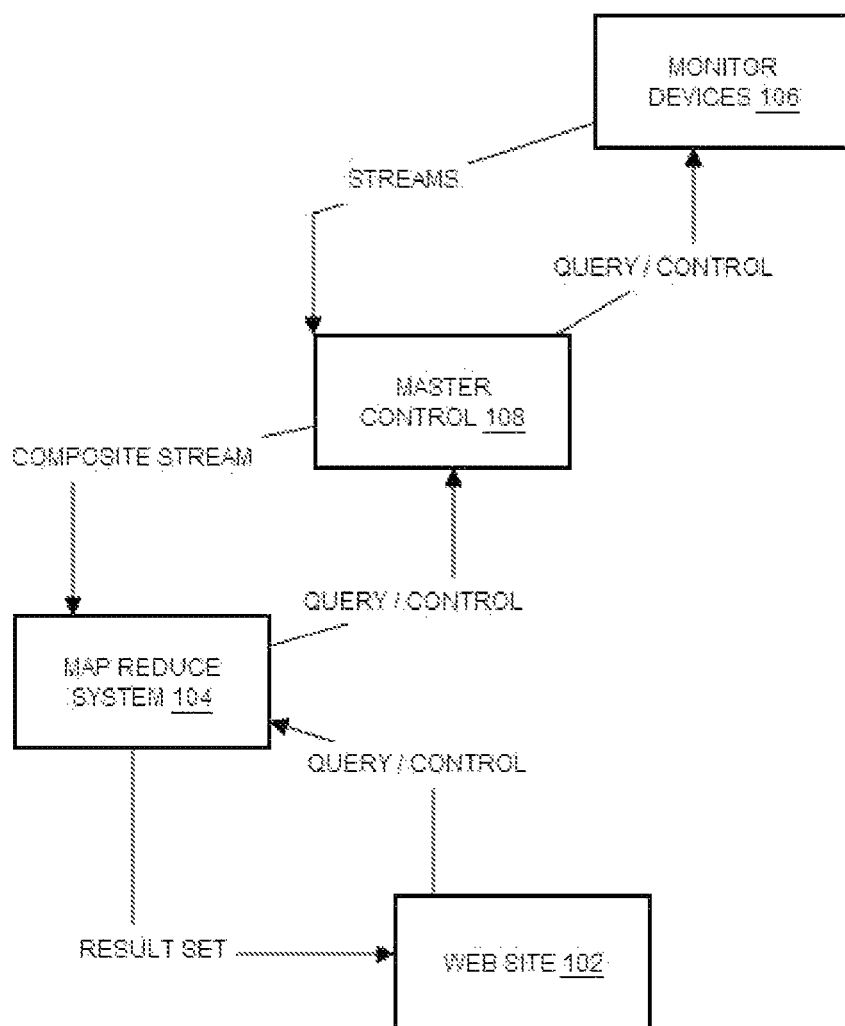 MONITOR
DEVICES 106
STREAMS
QUERY / CONTROL
MASTER
CONTROL 108
COMPOSITE STREAM
QUERY / CONTROL
MAP REDUCE
SYSTEM 104
QUERY / CONTROL
RESULT SET
WEB SITE 102